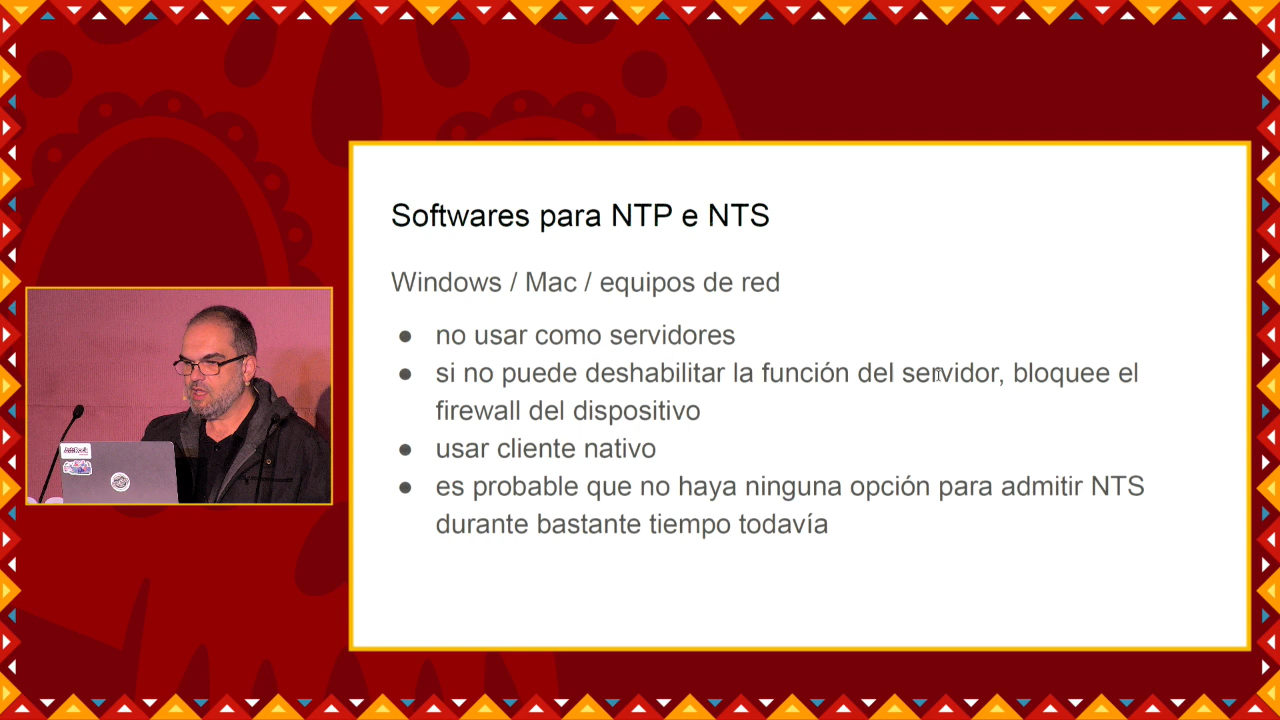 Softwares para NTP e NTS
Windows / Mac / equipos de red
● no usar como servidores
● si no puede deshabilitar la función del servidor, bloquee el
firewall del dispositivo
● usar cliente nativo
● es probable que no haya ninguna opción para admitir NTS
durante bastante tiempo todavía